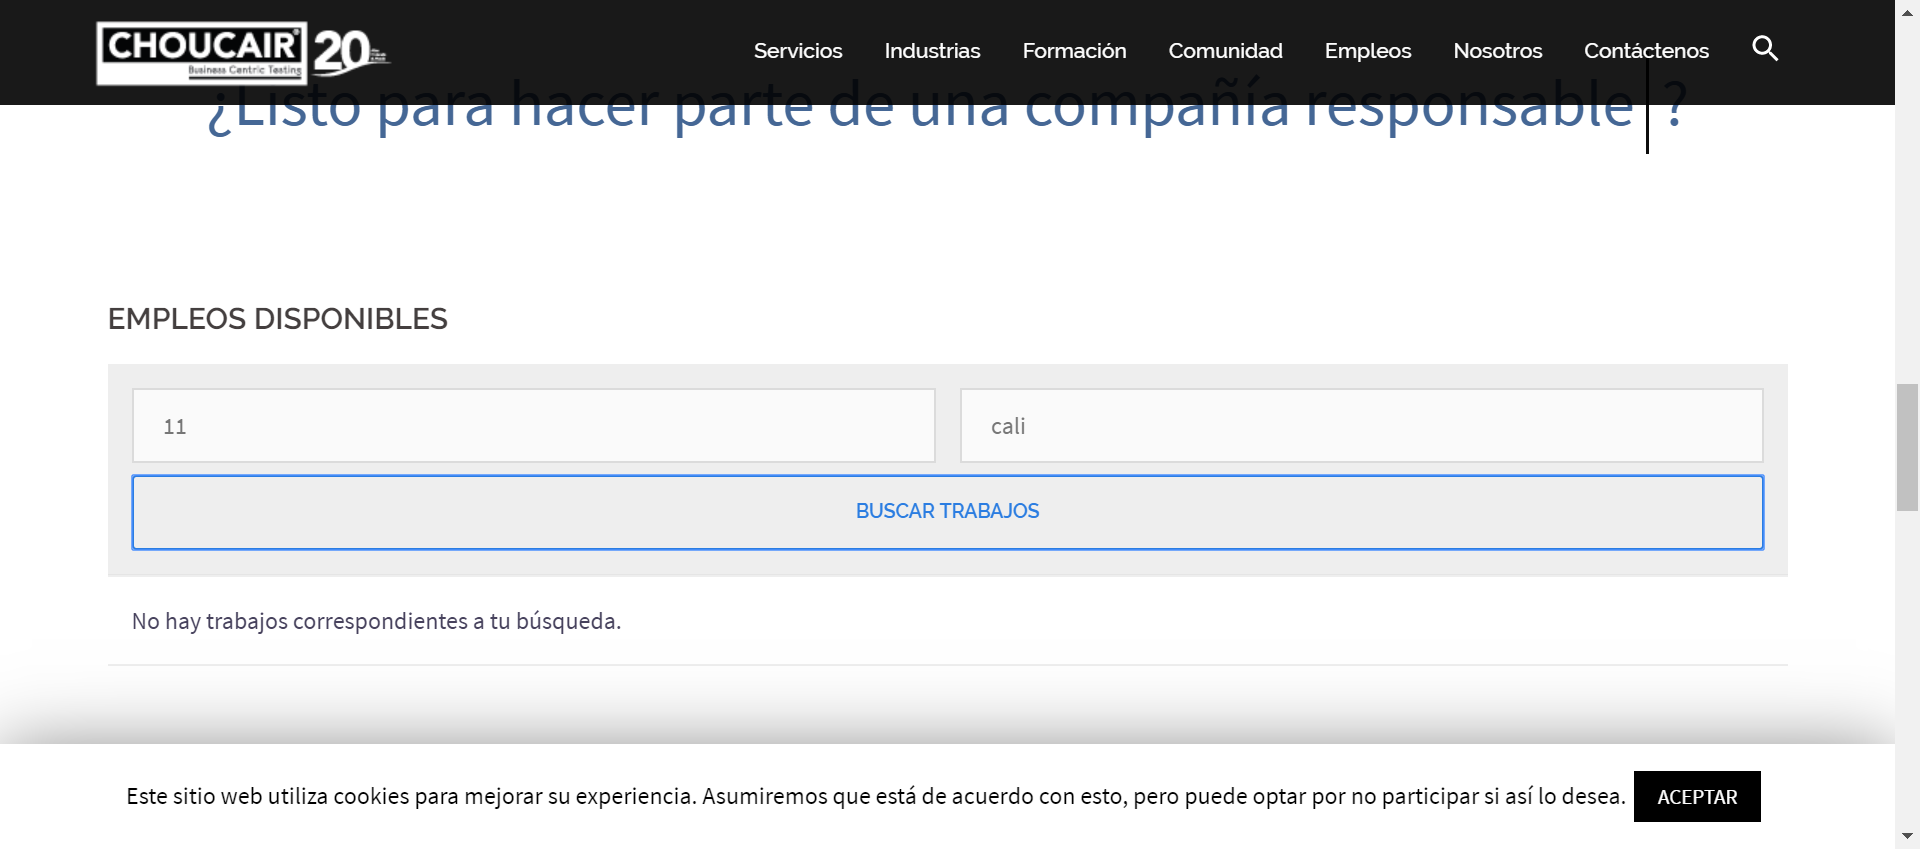 CHOUCAIR
Business Centric Testing
20
Servicios
Industrias
Formación
Comunidad
Empleos
Nosotros
Contáctenos
¿Listo para hacer parte de una compañía responsable ?
EMPLEOS DISPONIBLES
11
cali
BUSCAR TRABAJOS
No hay trabajos correspondientes a tu búsqueda.
Este sitio web utiliza cookies para mejorar su experiencia. Asumiremos que está de acuerdo con esto, pero puede optar por no participar si así lo desea.
ACEPTAR